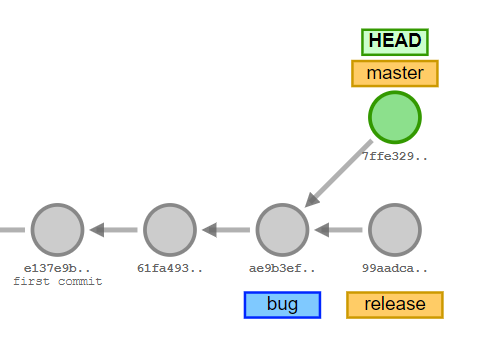 HEAD
master
7ffe329..
e137e9b.. 61fa493.. ae9b3ef.. 99aadca..
first commit
bug release